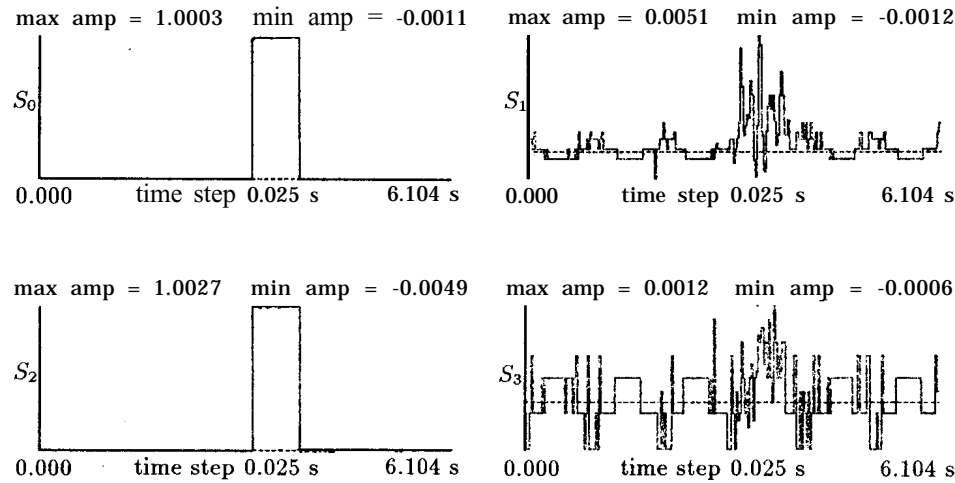 max amp = 1.0003 min amp = -0.0011
S0
0.000 time step 0.025 s 6.104 s
max amp = 0.0051 min amp = -0.0012
S1
0.000 time step 0.025 s 6.104 s
max amp = 1.0027 min amp = -0.0049
S2
0.000 time step 0.025 s 6.104 s
max amp = 0.0012 min amp = -0.0006
S3
0.000 time step 0.025 s 6.104 s